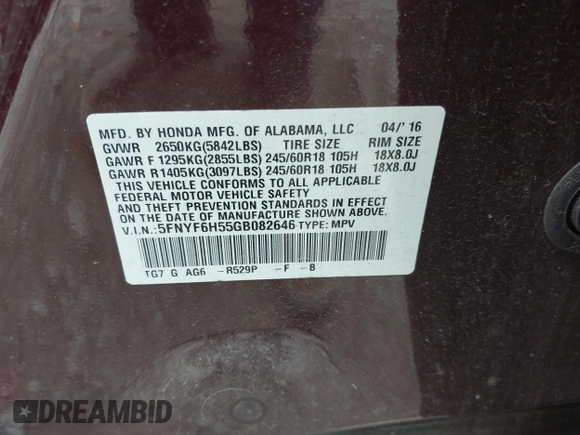 MFD. BY HONDA MFG. OF ALABAMA, LLC 04/'16
GVWR 2650KG(5842LBS) TIRE SIZE RIM SIZE
GAWR F 1295KG(2855LBS) 245/60R18 105H 18X8.0J
GAWR R 1405KG(3097LBS) 245/60R18 105H 18X8.0J
THIS VEHICLE CONFORMS TO ALL APPLICABLE
FEDERAL MOTOR VEHICLE SAFETY
AND THEFT PREVENTION STANDARDS IN
EFFECT ON THE DATE OF MANUFACTURE SHOWN ABOVE.
V.I.N.:5FNYF6H55GB082646 TYPE: MPV
TG7 G AG6 -R529P -F -B
DREAMBID